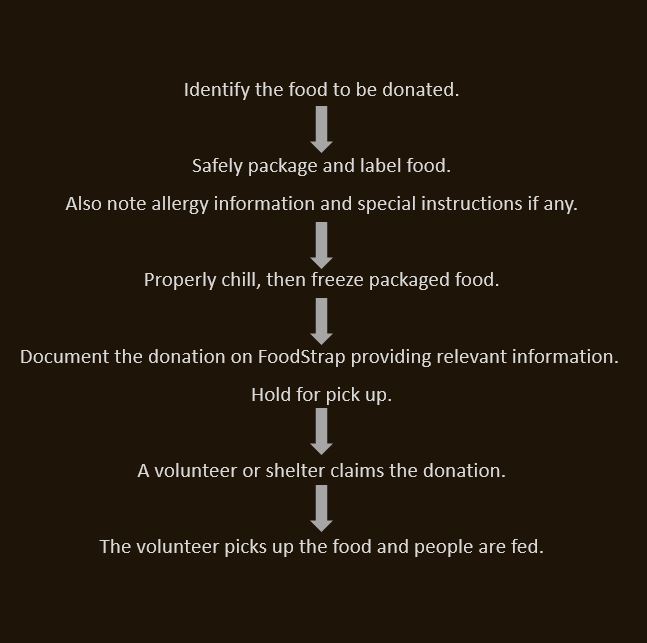 Identify the food to be donated.
Safely package and label food.
Also note allergy information and special instructions if any.
Properly chill, then freeze packaged food.
Document the donation on FoodStrap providing relevant information.
Hold for pick up.
A volunteer or shelter claims the donation.
The volunteer picks up the food and people are fed.